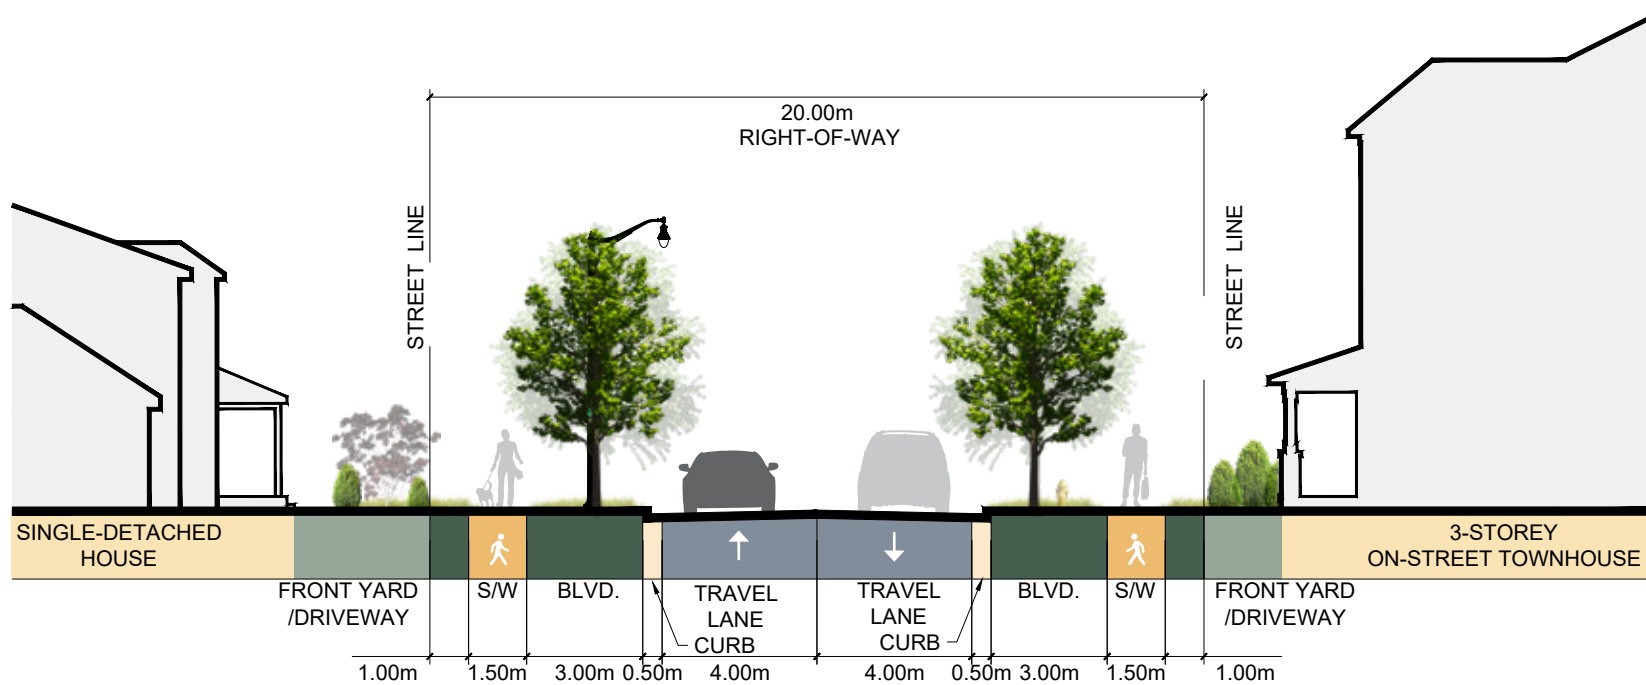 20.00m
RIGHT-OF-WAY
STREET LINE
STREET LINE
SINGLE-DETACHED
HOUSE
3-STOREY
ON-STREET TOWNHOUSE
FRONT YARD
/DRIVEWAY
S/W
BLVD.
CURB
TRAVEL
LANE
TRAVEL
LANE
CURB
BLVD.
S/W
FRONT YARD
/DRIVEWAY
1.00m
1.50m
3.00m
0.50m
4.00m
4.00m
0.50m
3.00m
1.50m
1.00m